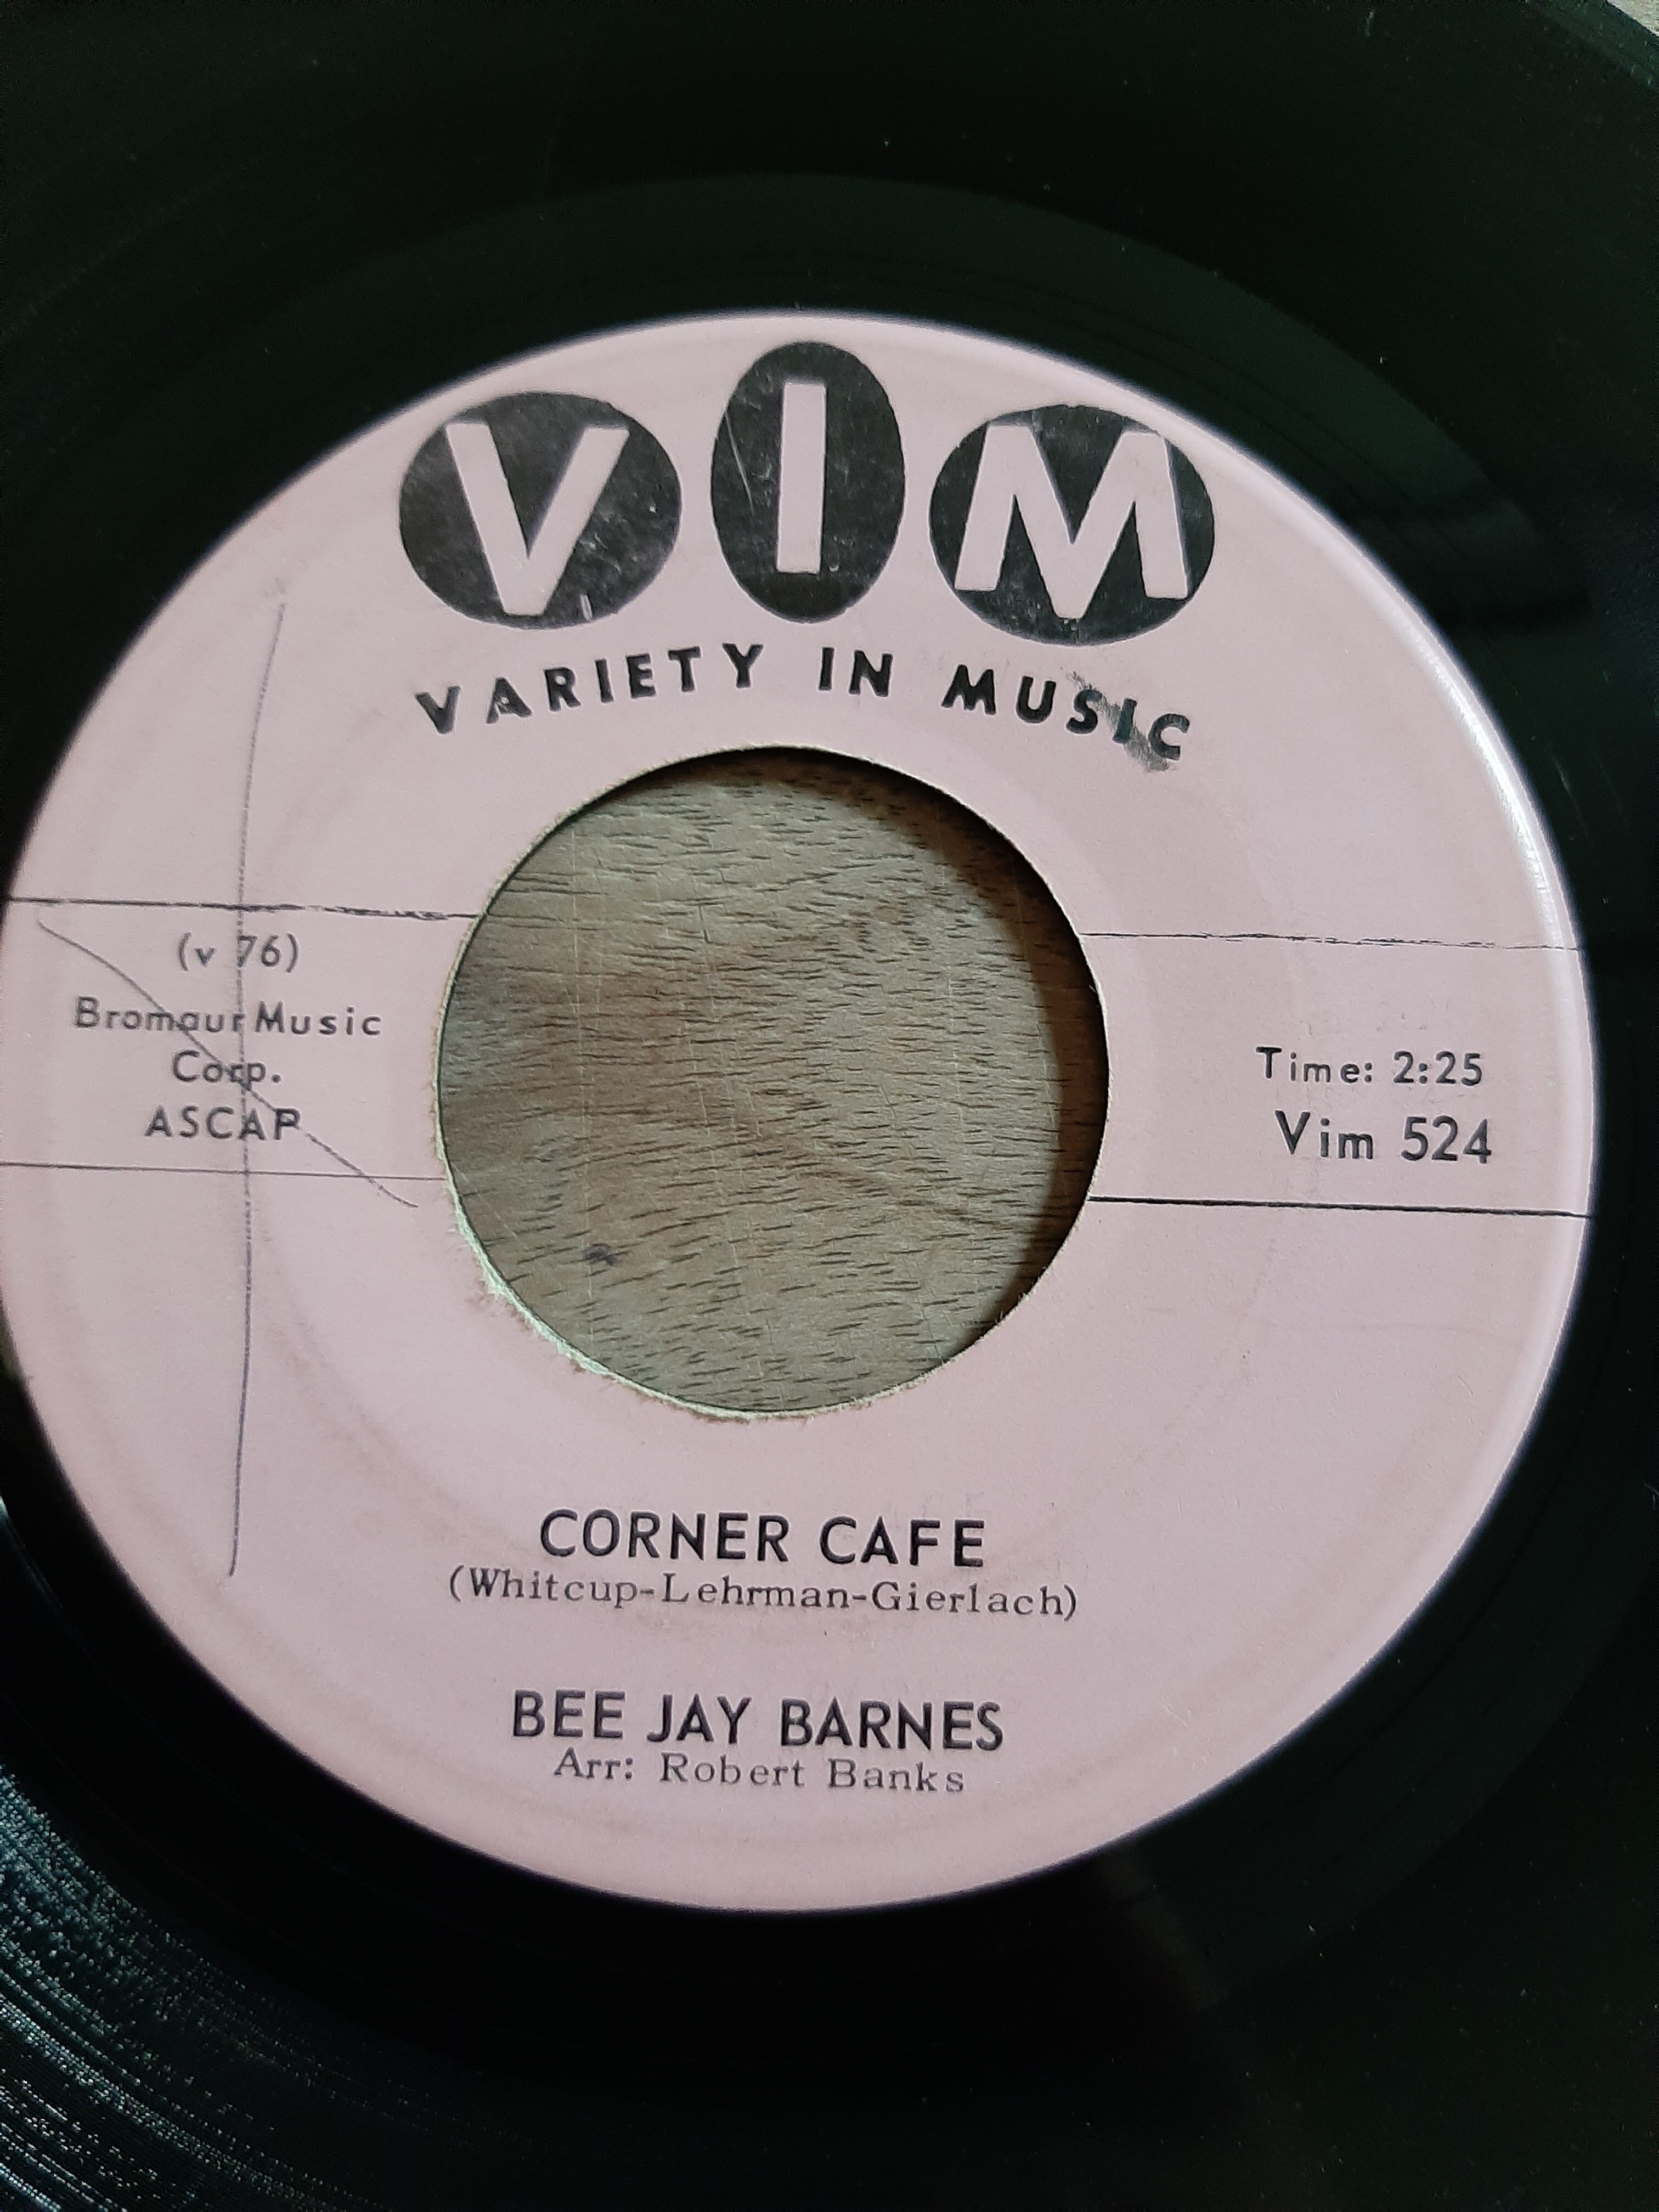 VIM
VARIETY IN MUSIC
(v 76)
Bromaur Music
Corp.
ASCAP
Time: 2:25
Vim 524
CORNER CAFE
(Whitcup-Lehrman-Gierlach)
BEE JAY BARNES
Arr: Robert Banks